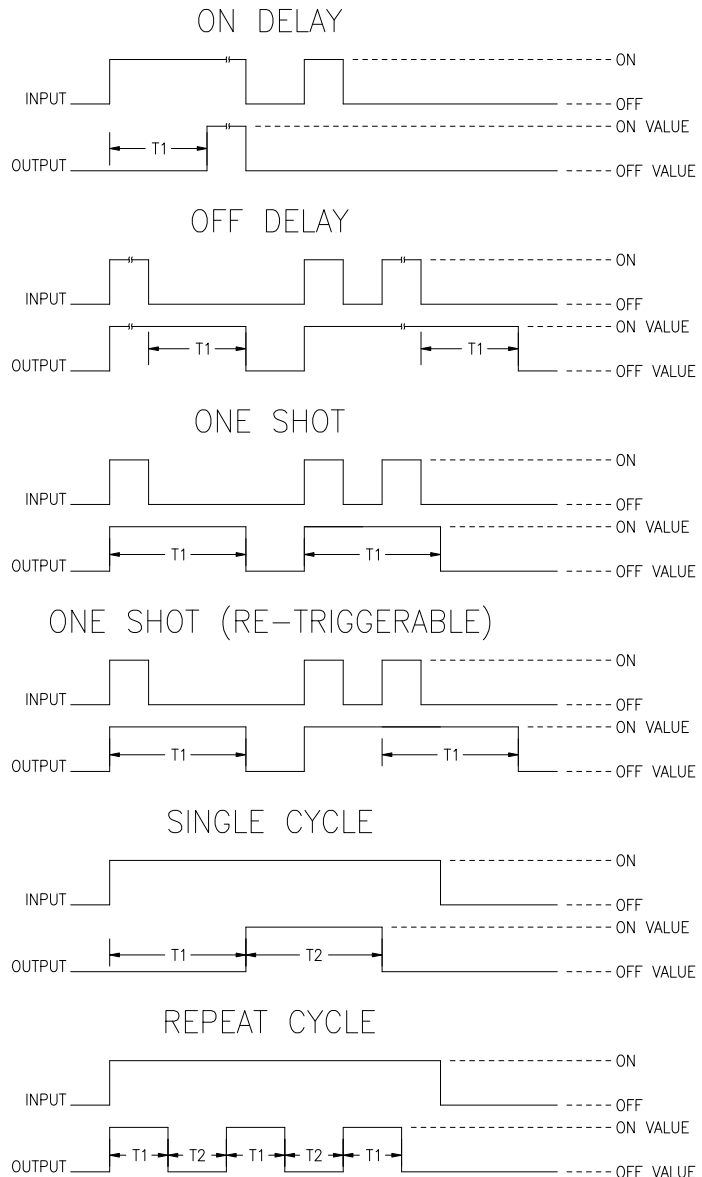 ON DELAY
ON
INPUT
OFF
ON VALUE
T1
OUTPUT
OFF VALUE
OFF DELAY
ON
INPUT
OFF
ON VALUE
T1 T1
OUTPUT
OFF VALUE
ONE SHOT
ON
INPUT
OFF
ON VALUE
T1 T1
OUTPUT
OFF VALUE
ONE SHOT (RE-TRIGGERABLE)
ON
INPUT
OFF
ON VALUE
T1 T1
OUTPUT
OFF VALUE
SINGLE CYCLE
ON
INPUT
OFF
ON VALUE
T1 T2
OUTPUT
OFF VALUE
REPEAT CYCLE
ON
INPUT
OFF
ON VALUE
T1 T2 T1 T2 T1
OUTPUT
OFF VALUE